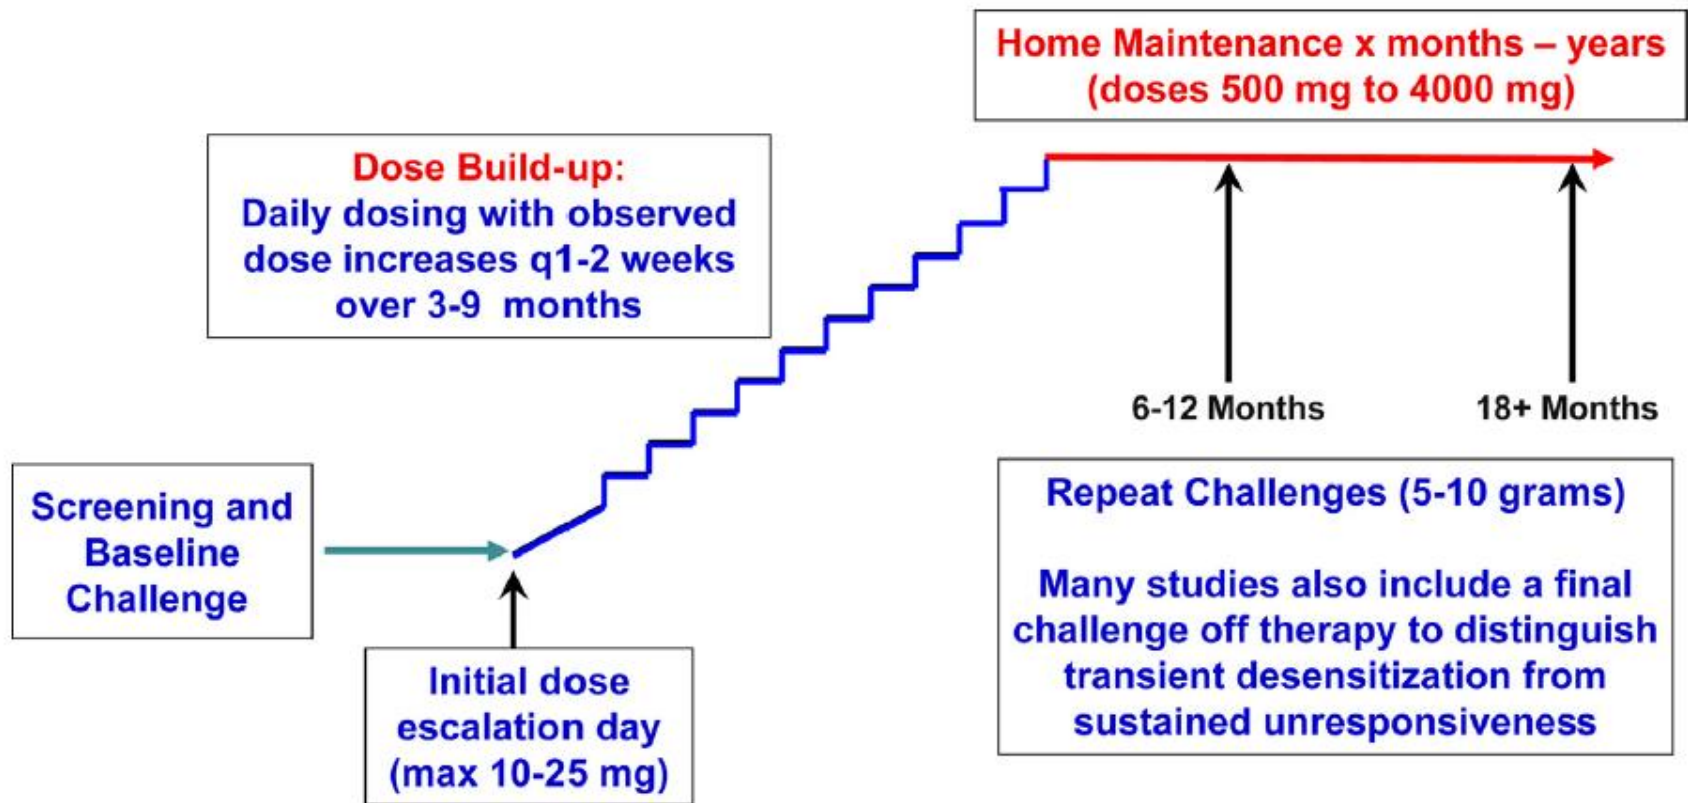 Home Maintenance x months – years
(doses 500 mg to 4000 mg)
Dose Build-up:
Daily dosing with observed
dose increases q1-2 weeks
over 3-9 months
6-12 Months
18+ Months
Screening and
Baseline
Challenge
Initial dose
escalation day
(max 10-25 mg)
Repeat Challenges (5-10 grams)
Many studies also include a final
challenge off therapy to distinguish
transient desensitization from
sustained unresponsiveness